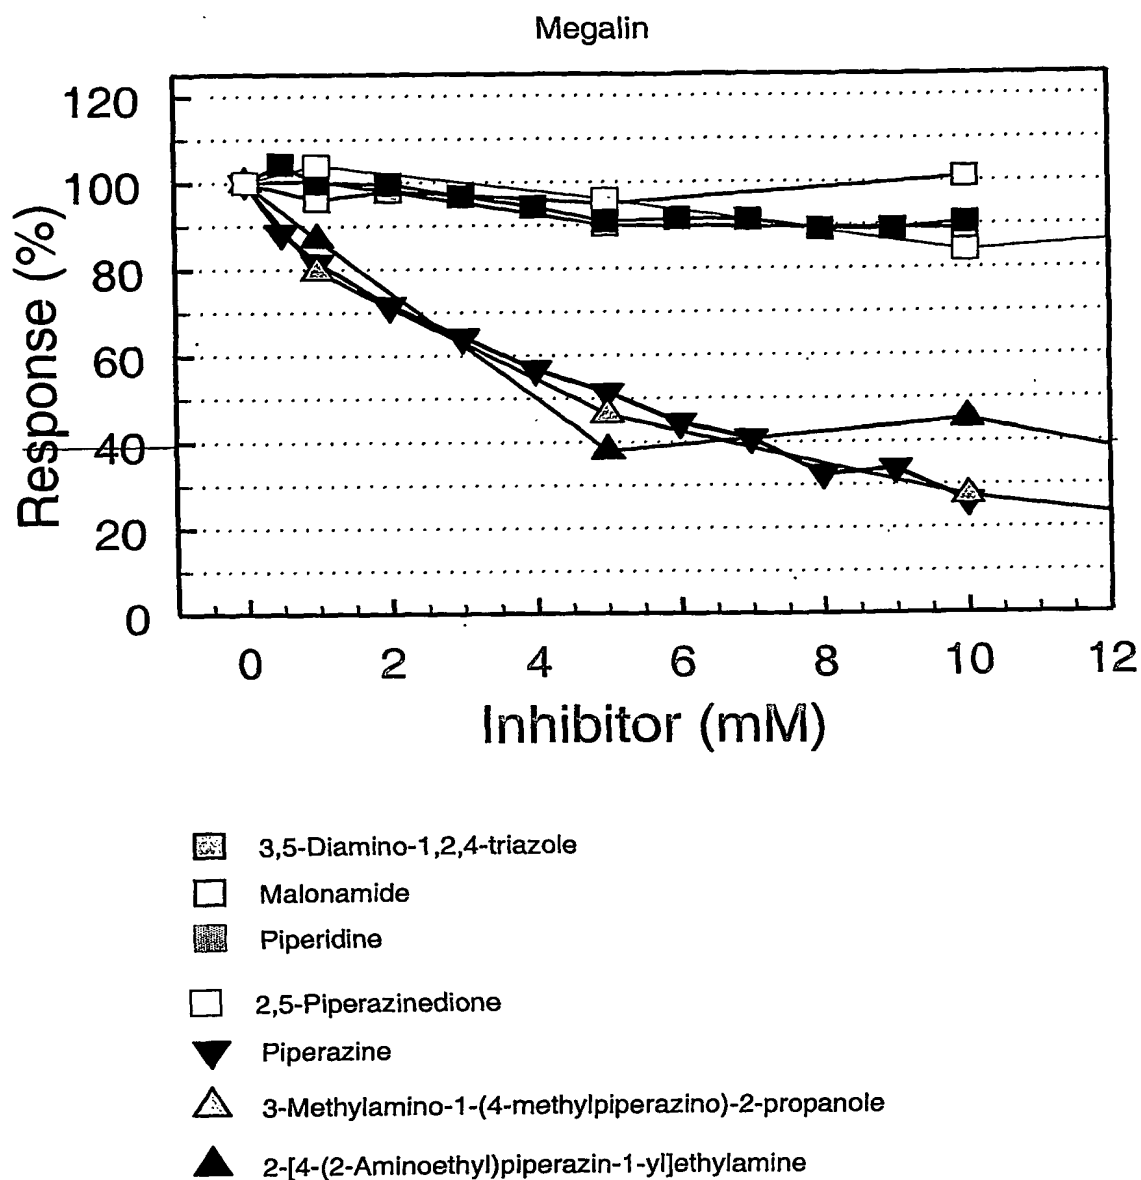 Megalin
120
100
80
60
40
20
0
Response (%)
0 2 4 6 8 10 12
Inhibitor (mM)
3,5-Diamino-1,2,4-triazole
Malonamide
Piperidine
2,5-Piperazinedione
Piperazine
3-Methylamino-1-(4-methylpiperazino)-2-propanole
2-[4-(2-Aminoethyl)piperazin-1-yl]ethylamine